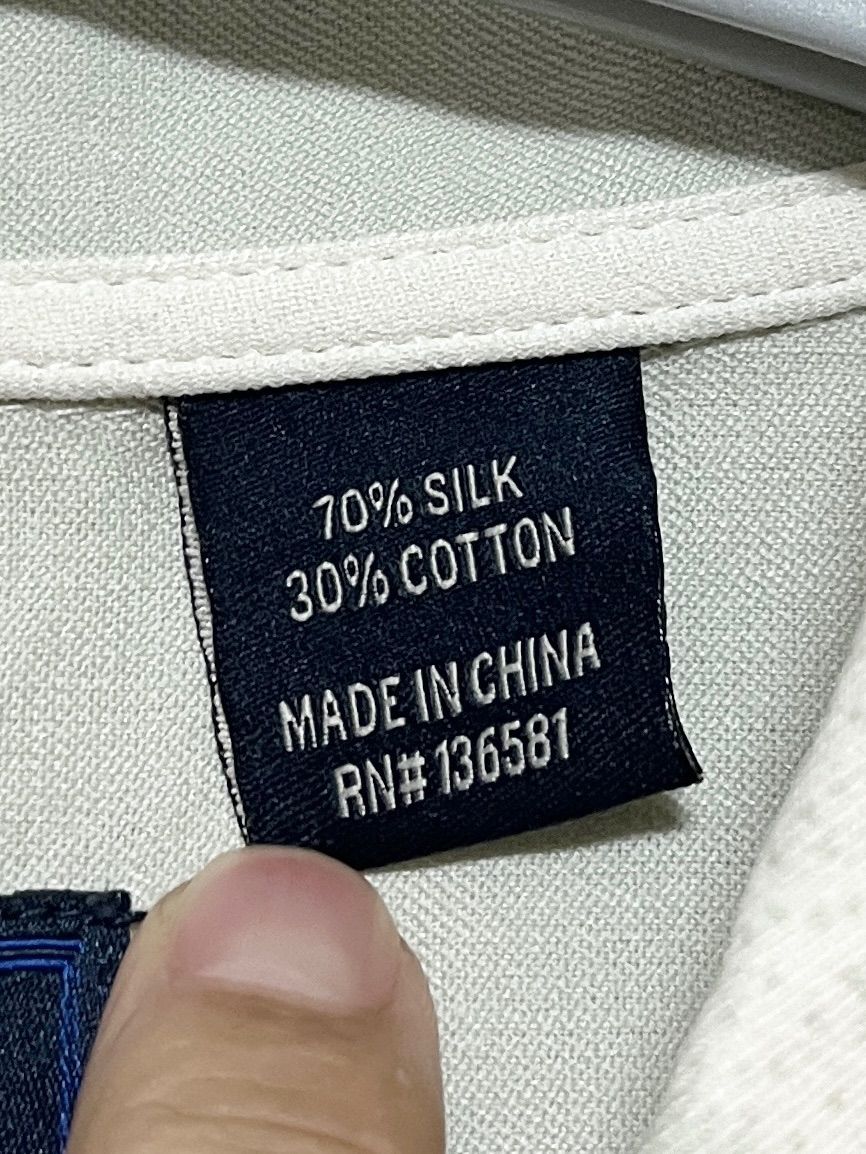 70% SILK
30% COTTON
MADE IN CHINA
RN# 136581